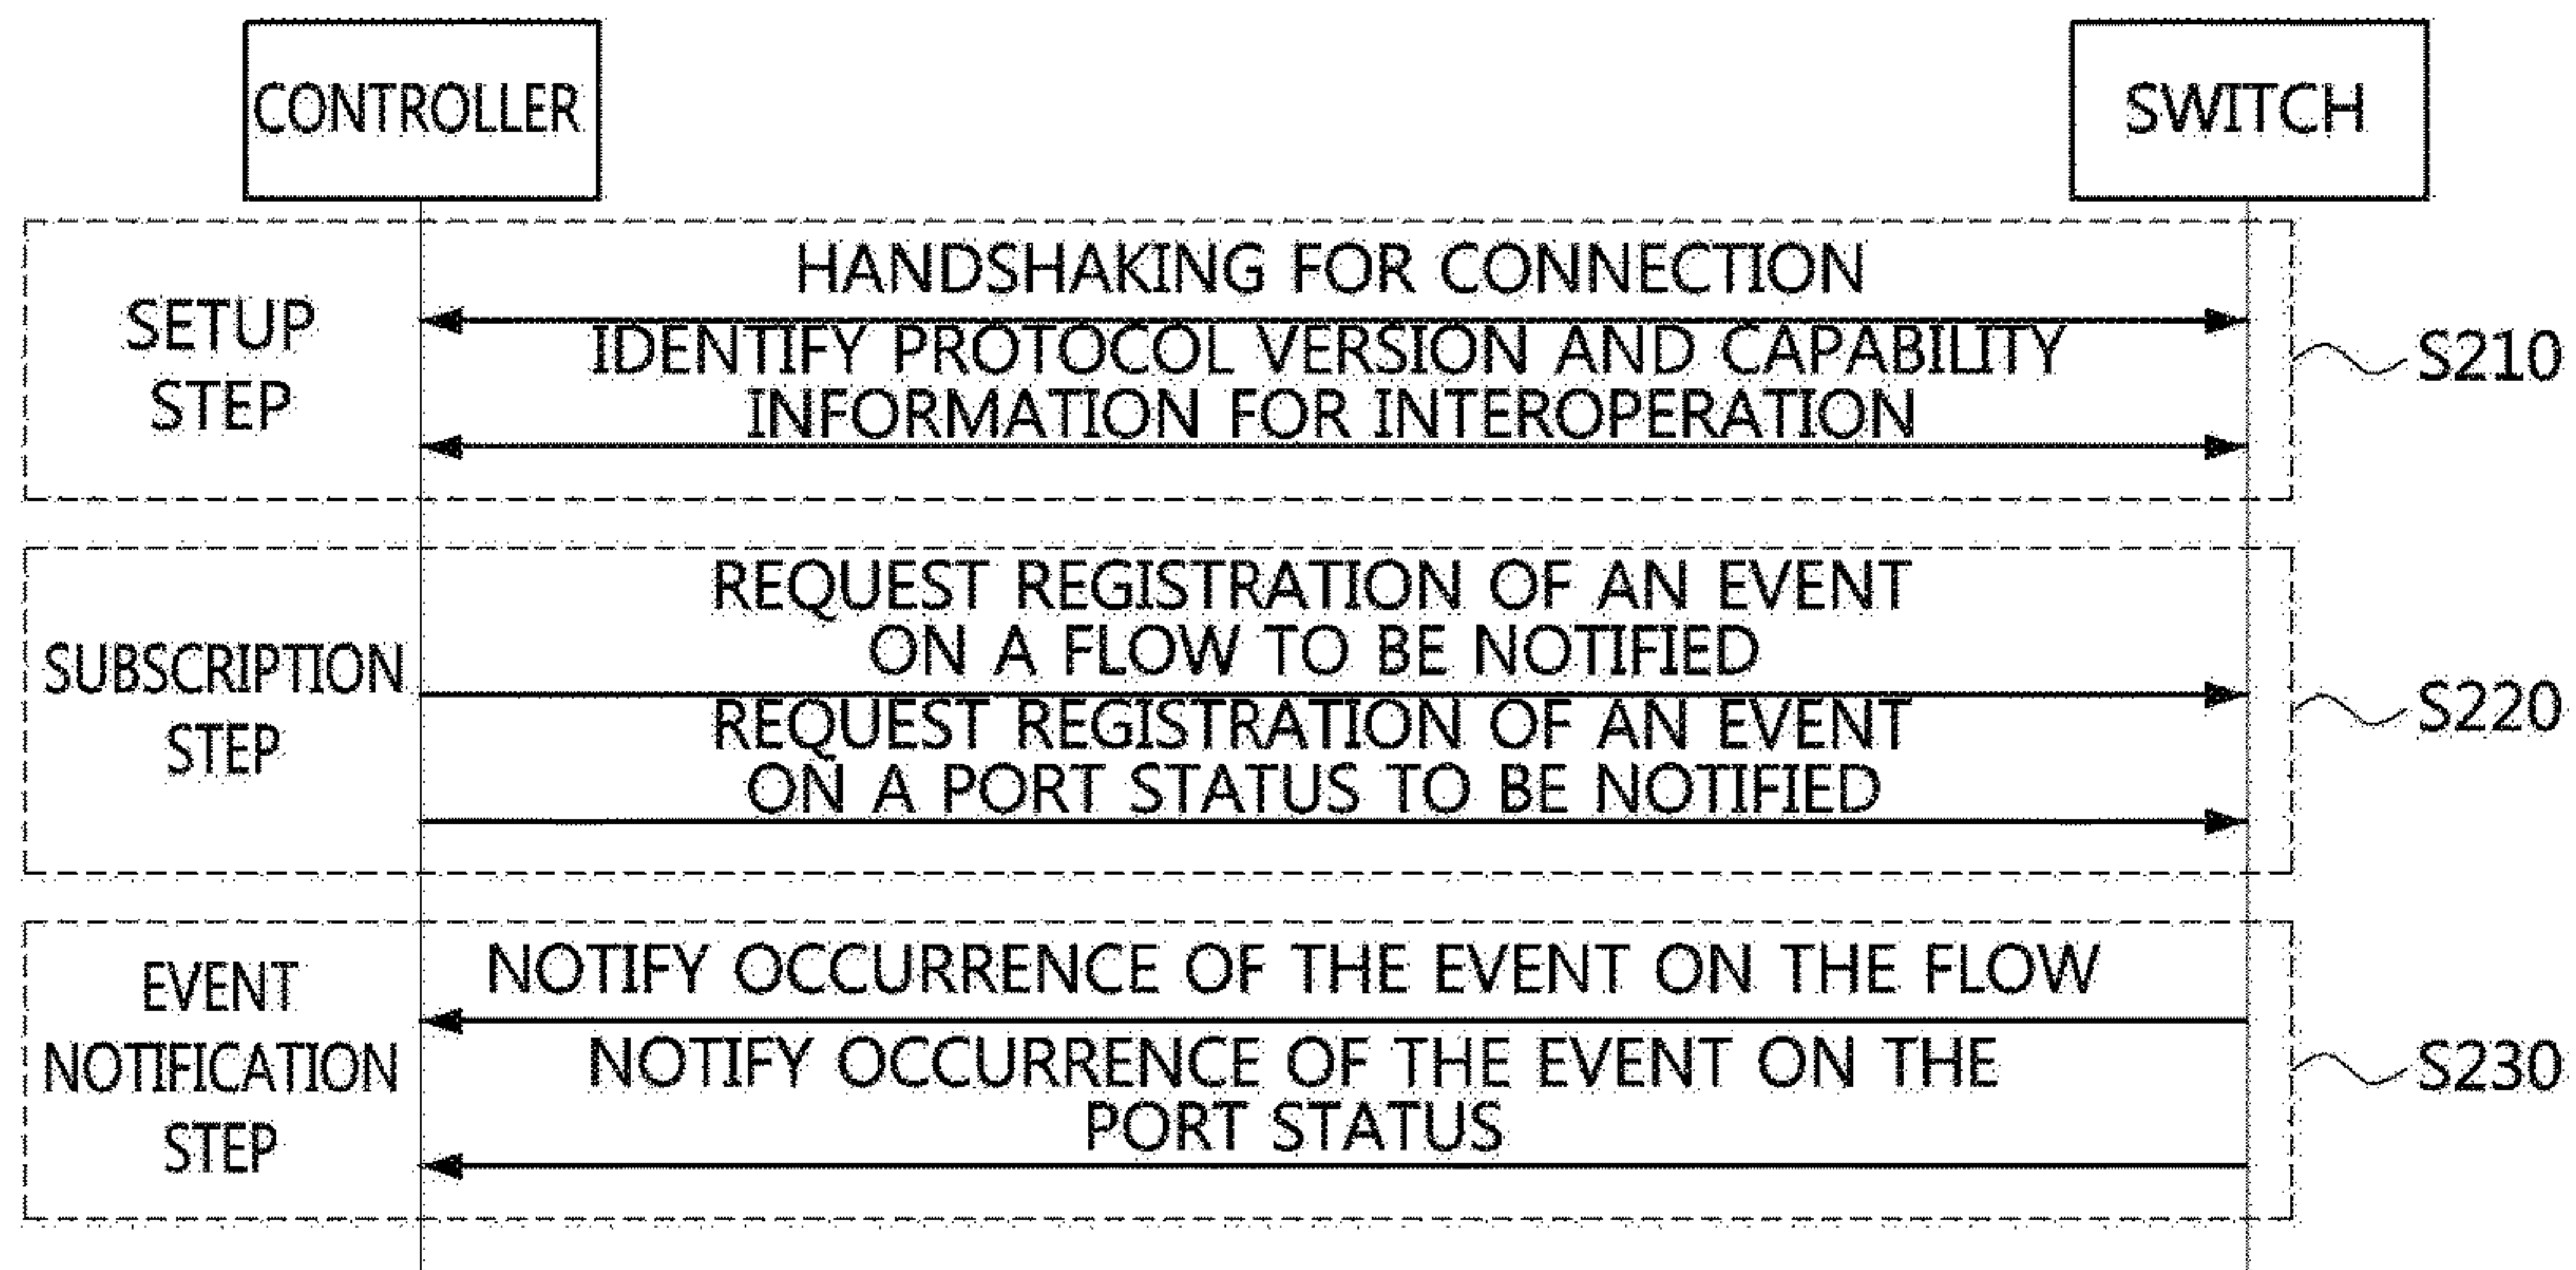 CONTROLLER
SWITCH
SETUP
STEP
HANDSHAKING FOR CONNECTION
IDENTIFY PROTOCOL VERSION AND CAPABILITY
INFORMATION FOR INTEROPERATION
S210
SUBSCRIPTION
STEP
REQUEST REGISTRATION OF AN EVENT
ON A FLOW TO BE NOTIFIED
REQUEST REGISTRATION OF AN EVENT
ON A PORT STATUS TO BE NOTIFIED
S220
EVENT
NOTIFICATION
STEP
NOTIFY OCCURRENCE OF THE EVENT ON THE FLOW
NOTIFY OCCURRENCE OF THE EVENT ON THE
PORT STATUS
S230